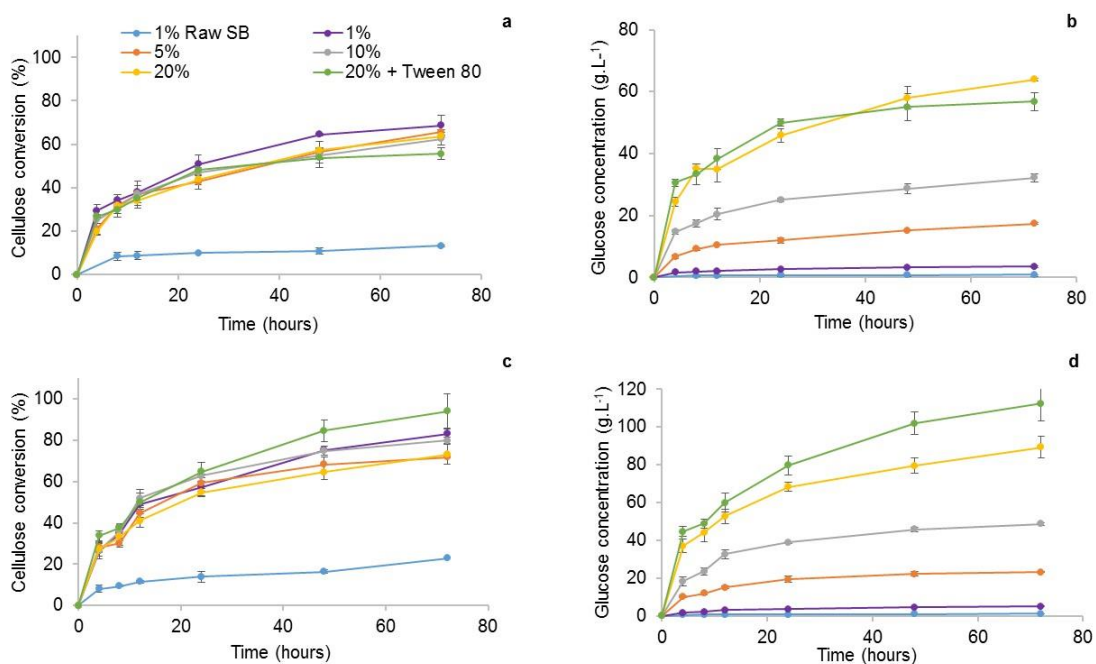 a
1% Raw SB 1%
5% 10%
20% 20% + Tween 80
Cellulose conversion (%)
100
80
60
40
20
0
0 20 40 60 80
Time (hours)
b
Glucose concentration (g.L-1)
80
60
40
20
0
0 20 40 60 80
Time (hours)
c
Cellulose conversion (%)
100
80
60
40
20
0
0 20 40 60 80
Time (hours)
d
Glucose concentration (g.L-1)
120
100
80
60
40
20
0
0 20 40 60 80
Time (hours)